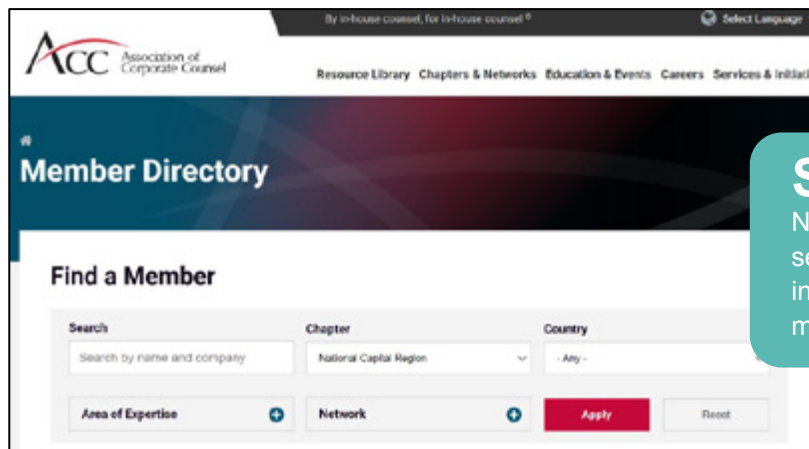 By in-house counsel, for in-house counsel ®
Select Language
ACC Association of
Corporate Counsel
Resource Library Chapters & Networks Education & Events Careers Services & Initiati
Member Directory
S
N
se
in
m
Find a Member
Search
Chapter
Country
Search by name and company
National Capital Region
- Any -
Area of Expertise
Network
Apply
Reset